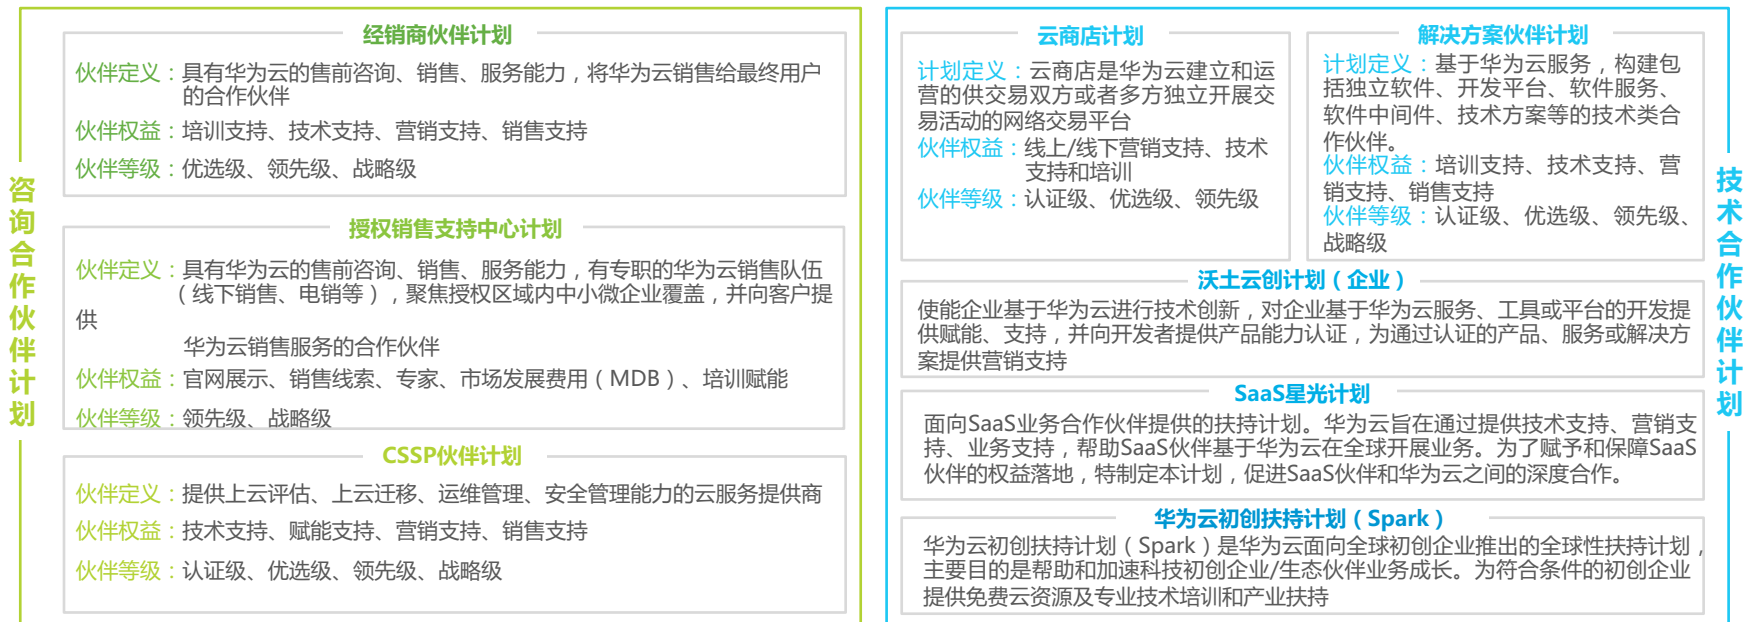 咨询合作伙伴计划
经销商伙伴计划
伙伴定义：具有华为云的售前咨询、销售、服务能力，将华为云销售给最终用户
的合作伙伴
伙伴权益：培训支持、技术支持、营销支持、销售支持
伙伴等级：优选级、领先级、战略级
授权销售支持中心计划
伙伴定义：具有华为云的售前咨询、销售、服务能力，有专职的华为云销售队伍
（线下销售、电销等），聚焦授权区域内中小微企业覆盖，并向客户提
供
华为云销售服务的合作伙伴
伙伴权益：官网展示、销售线索、专家、市场发展费用（MDB）、培训赋能
伙伴等级：领先级、战略级
CSSP伙伴计划
伙伴定义：提供上云评估、上云迁移、运维管理、安全管理能力的云服务提供商
伙伴权益：技术支持、赋能支持、营销支持、销售支持
伙伴等级：认证级、优选级、领先级、战略级
云商店计划
计划定义：云商店是华为云建立和运
营的供交易双方或者多方独立开展交
易活动的网络交易平台
伙伴权益：线上/线下营销支持、技术
支持和培训
伙伴等级：认证级、优选级、领先级
解决方案伙伴计划
计划定义：基于华为云服务，构建包
括独立软件、开发平台、软件服务、
软件中间件、技术方案等的技术类合
作伙伴。
伙伴权益：培训支持、技术支持、营
销支持、销售支持
伙伴等级：认证级、优选级、领先级、
战略级
沃土云创计划（企业）
使能企业基于华为云进行技术创新，对企业基于华为云服务、工具或平台的开发提
供赋能、支持，并向开发者提供产品能力认证，为通过认证的产品、服务或解决方
案提供营销支持
SaaS星光计划
面向SaaS业务合作伙伴提供的扶持计划。华为云旨在通过提供技术支持、营销支
持、业务支持，帮助SaaS伙伴基于华为云在全球开展业务。为了赋予和保障SaaS
伙伴的权益落地，特制定本计划，促进SaaS伙伴和华为云之间的深度合作。
华为云初创扶持计划（Spark）
华为云初创扶持计划（Spark）是华为云面向全球初创企业推出的全球性扶持计划，
主要目的是帮助和加速科技初创企业/生态伙伴业务成长。为符合条件的初创企业
提供免费云资源及专业技术培训和产业扶持
技术合作伙伴计划